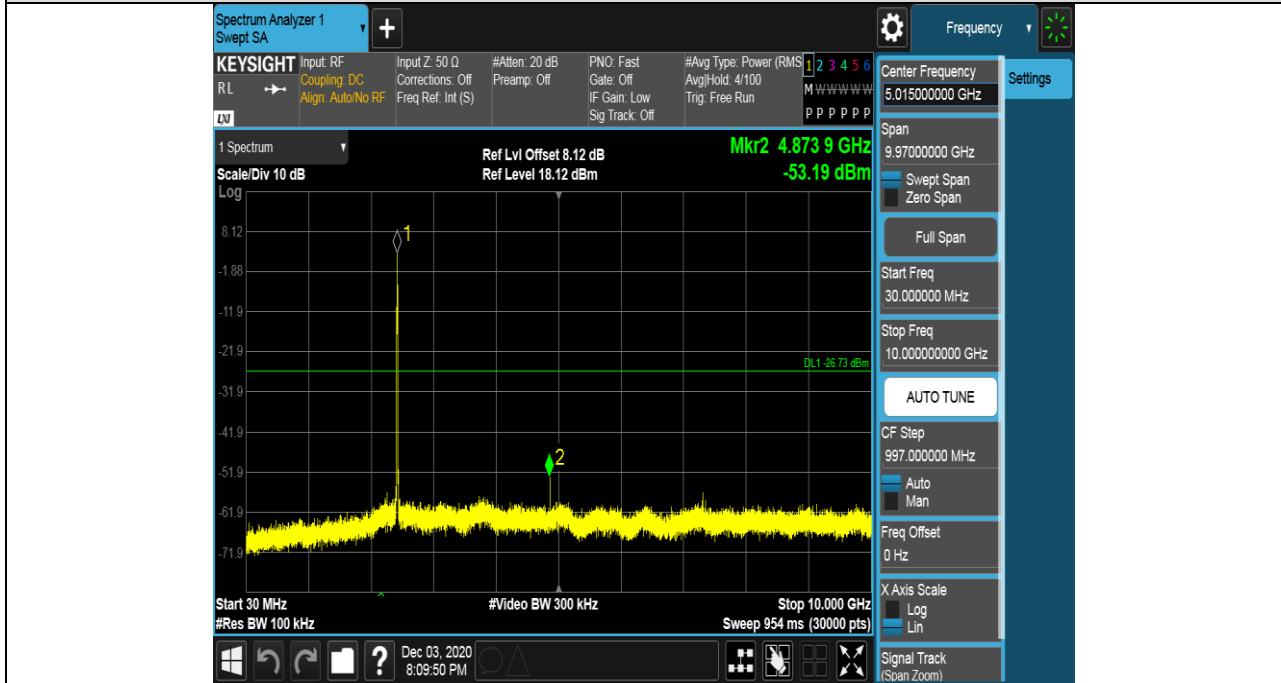 Spectrum Analyzer 1
Swept SA
+
Frequency
KEYSIGHT
RL
LXI
Input: RF
Coupling: DC
Align: Auto/No RF
Input Z: 50 Ω
Corrections: Off
Freq Ref: Int (S)
#Atten: 20 dB
Preamp: Off
PNO: Fast
Gate: Off
IF Gain: Low
Sig Track: Off
#Avg Type: Power (RMS
Avg|Hold: 4/100
Trig: Free Run
1 2 3 4 5 6
M W W W W W
P P P P P P
1 Spectrum
Scale/Div 10 dB
Log
Ref Lvl Offset 8.12 dB
Ref Level 18.12 dBm
Mkr2 4.873 9 GHz
-53.19 dBm
8.12
-1.88
-11.9
-21.9
-31.9
-41.9
-51.9
-61.9
-71.9
1
2
DL1 -26.73 dBm
Start 30 MHz
#Res BW 100 kHz
#Video BW 300 kHz
Stop 10.000 GHz
Sweep 954 ms (30000 pts)
Center Frequency
5.015000000 GHz
Settings
Span
9.97000000 GHz
Swept Span
Zero Span
Full Span
Start Freq
30.000000 MHz
Stop Freq
10.000000000 GHz
AUTO TUNE
CF Step
997.000000 MHz
Auto
Man
Freq Offset
0 Hz
X Axis Scale
Log
Lin
Signal Track
(Span Zoom)
?
Dec 03, 2020
8:09:50 PM